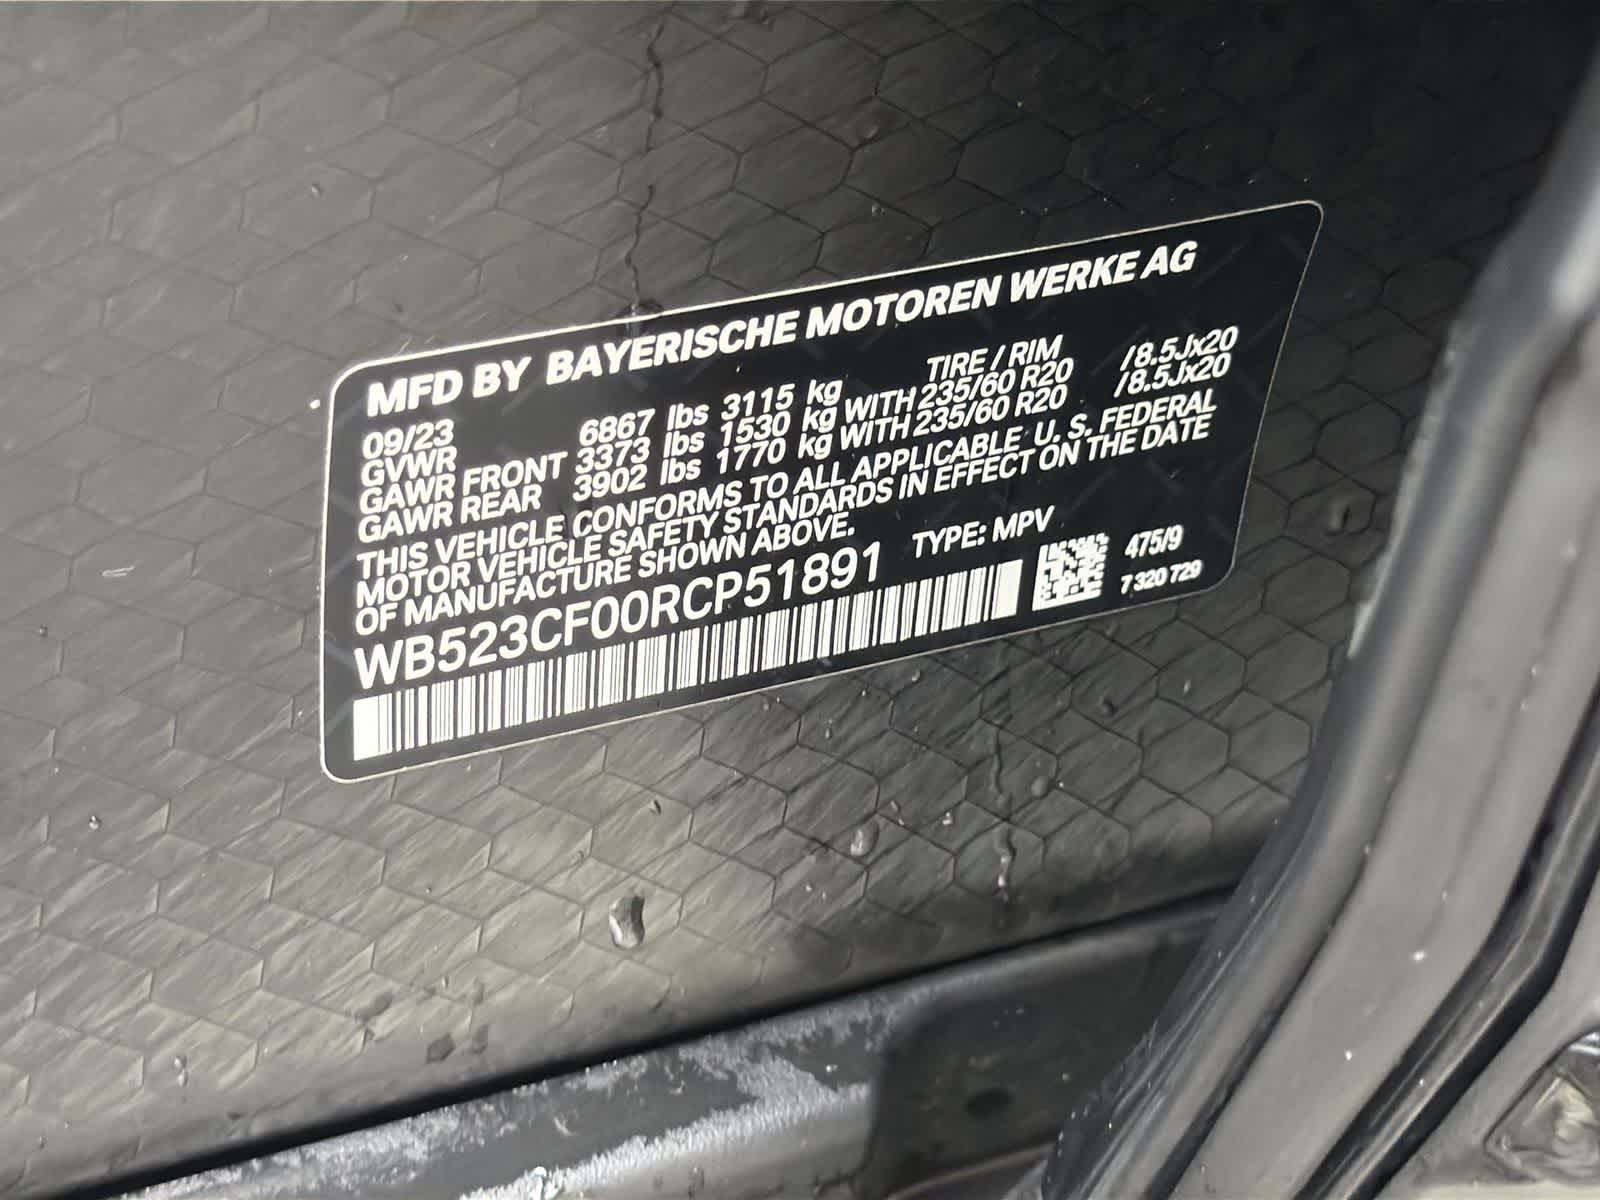 MFD BY BAYERISCHE MOTOREN WERKE AG
09/23 TIRE / RIM
GVWR 6867 lbs 3115 kg
GAWR FRONT 3373 lbs 1530 kg WITH 235/60 R20 /8.5Jx20
GAWR REAR 3902 lbs 1770 kg WITH 235/60 R20 /8.5Jx20
THIS VEHICLE CONFORMS TO ALL APPLICABLE U. S. FEDERAL
MOTOR VEHICLE SAFETY STANDARDS IN EFFECT ON THE DATE
OF MANUFACTURE SHOWN ABOVE.
WB523CF00RCP51891 TYPE: MPV
475/9
7 320 729